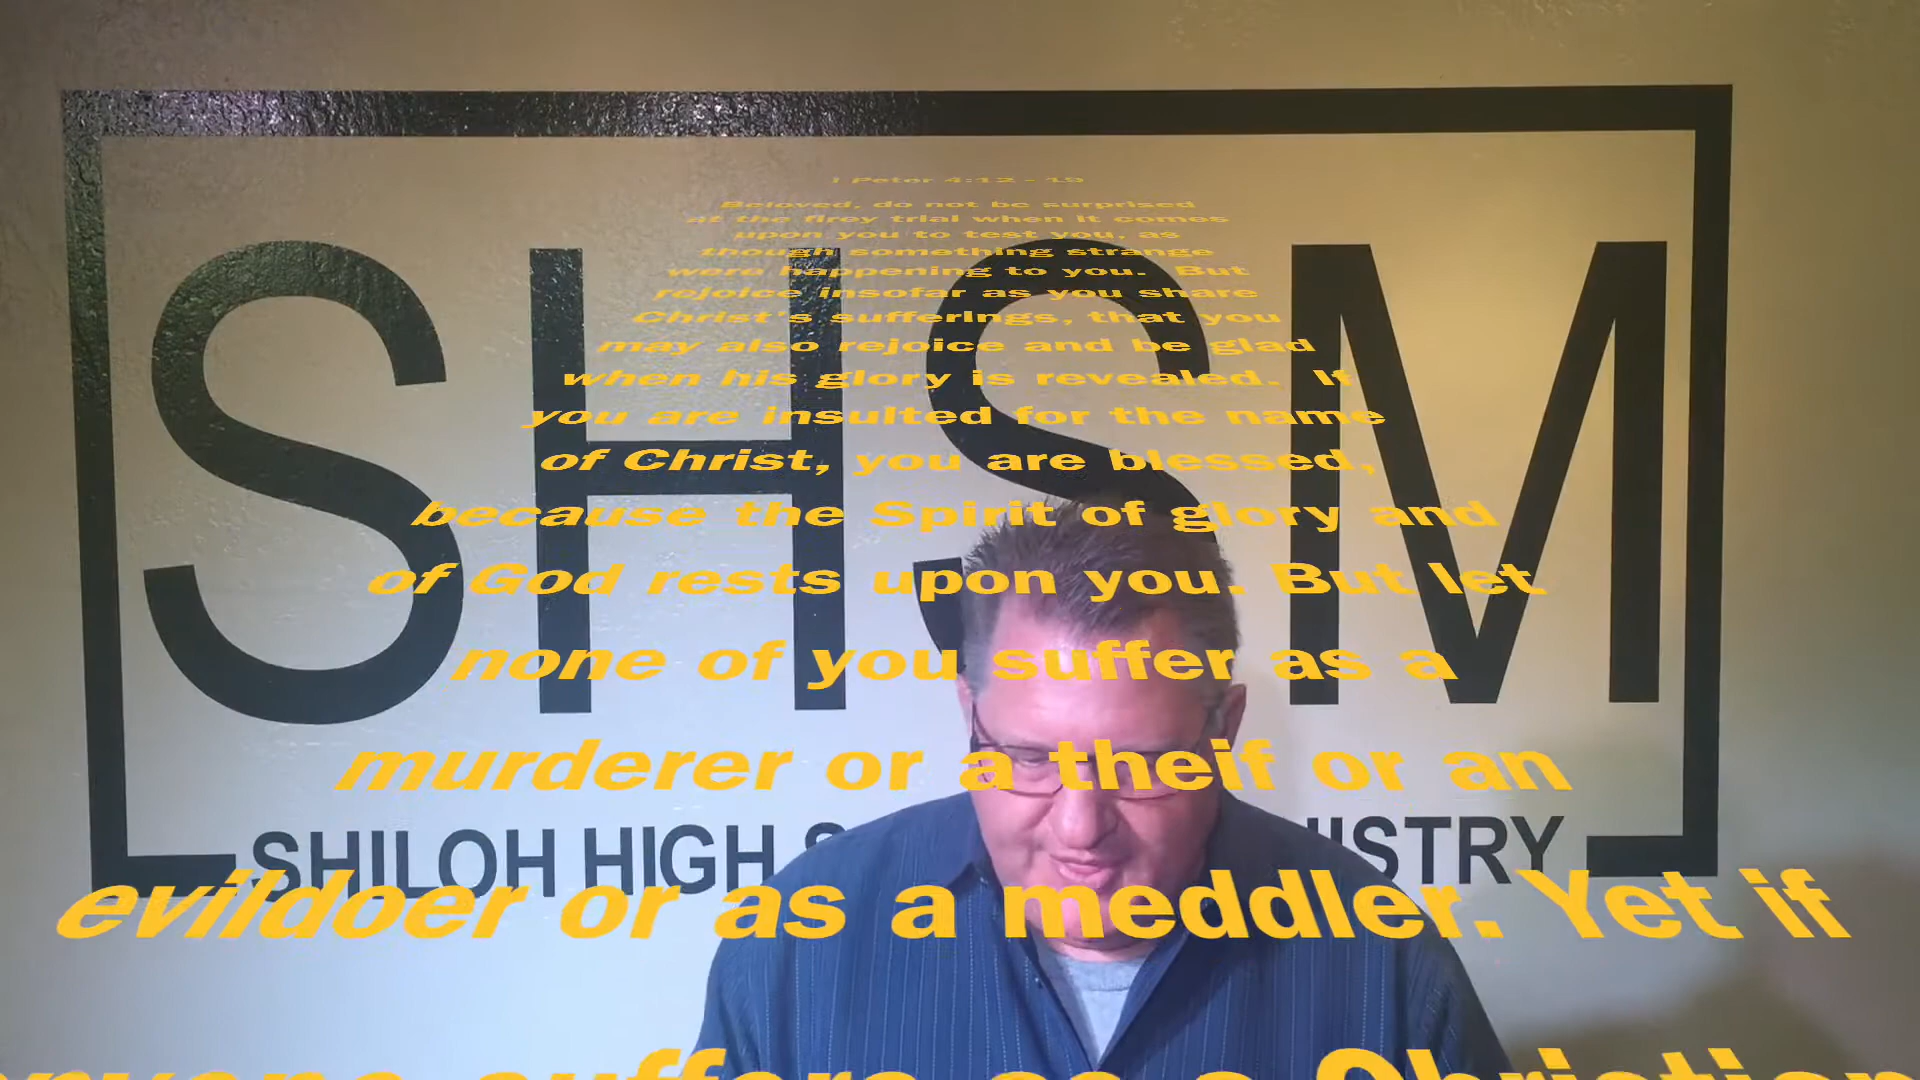 SHSM
SHILOH HIGH S
ISTRY
1 Peter 4:12 - 19
Beloved, do not be surprised
at the firey trial when it comes
upon you to test you, as
though something strange
were happening to you. But
rejoice insofar as you share
Christ's sufferings, that you
may also rejoice and be glad
when his glory is revealed. If
you are insulted for the name
of Christ, you are blessed,
because the Spirit of glory and
of God rests upon you. But let
none of you suffer as a
murderer or a theif or an
evildoer or as a meddler. Yet if
suffers as a Christian